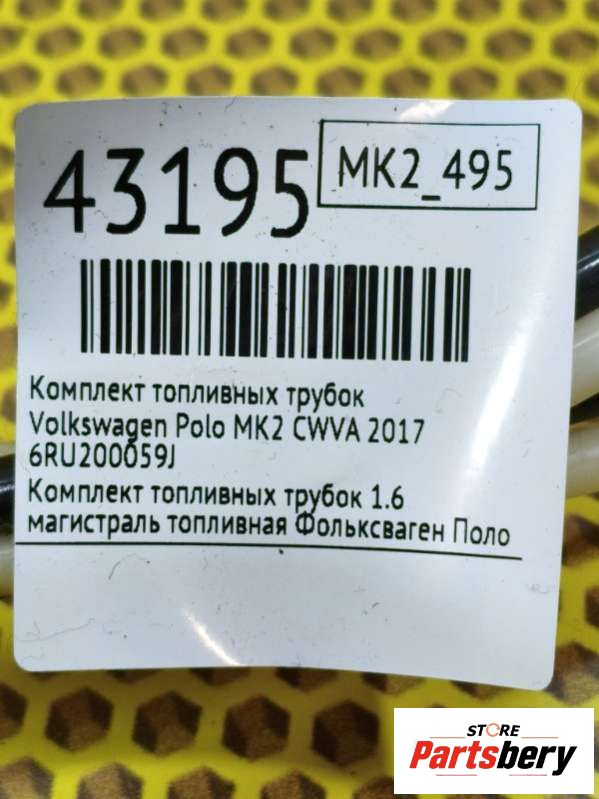 43195
MK2_495
Комплект топливных трубок
Volkswagen Polo MK2 CWVA 2017
6RU200059J
Комплект топливных трубок 1.6
магистраль топливная Фольксваген Поло
STORE
Partsbery